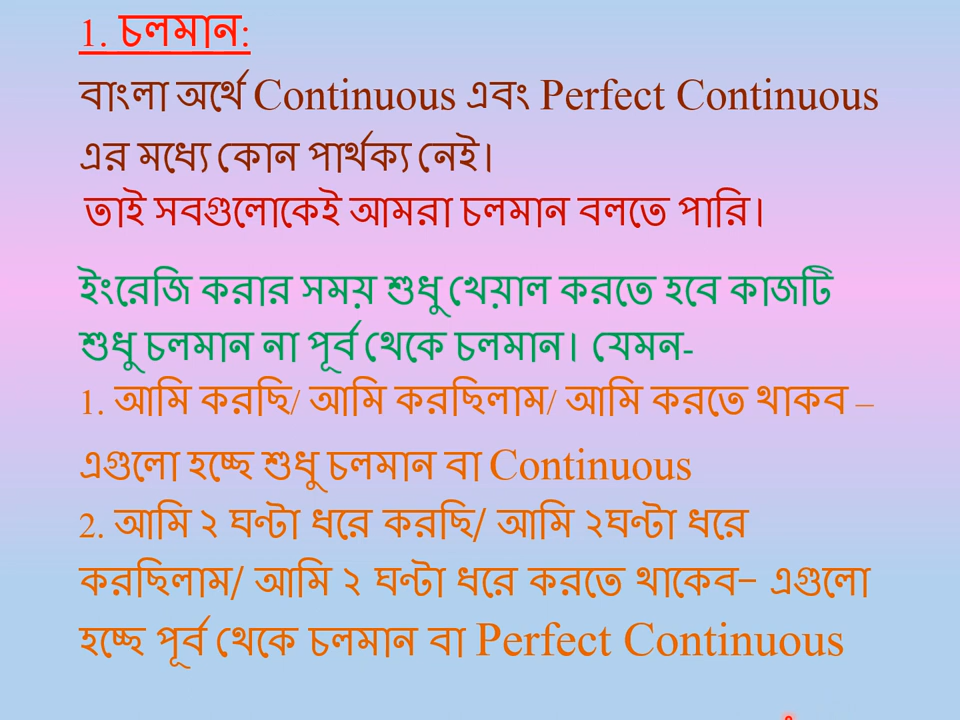 1. চলমান:
বাংলা অর্থে Continuous এবং Perfect Continuous
এর মধ্যে কোন পার্থক্য নেই।
তাই সবগুলোকেই আমরা চলমান বলতে পারি।
ইংরেজি করার সময় শুধু খেয়াল করতে হবে কাজটি
শুধু চলমান না পূর্ব থেকে চলমান। যেমন-
1. আমি করছি/ আমি করছিলাম/ আমি করতে থাকব –
এগুলো হচ্ছে শুধু চলমান বা Continuous
2. আমি ২ ঘন্টা ধরে করছি/ আমি ২ঘন্টা ধরে
করছিলাম/ আমি ২ ঘন্টা ধরে করতে থাকেব– এগুলো
হচ্ছে পূর্ব থেকে চলমান বা Perfect Continuous